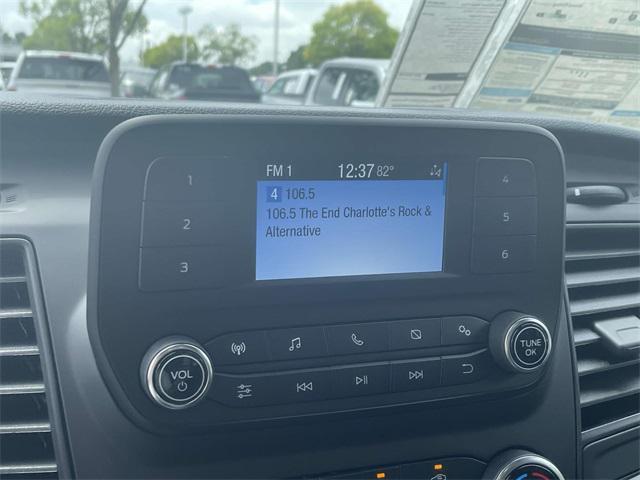 FM 1 12:37 82°
4 106.5
106.5 The End Charlotte's Rock &
Alternative
1
2
3
4
5
6
VOL
TUNE
OK